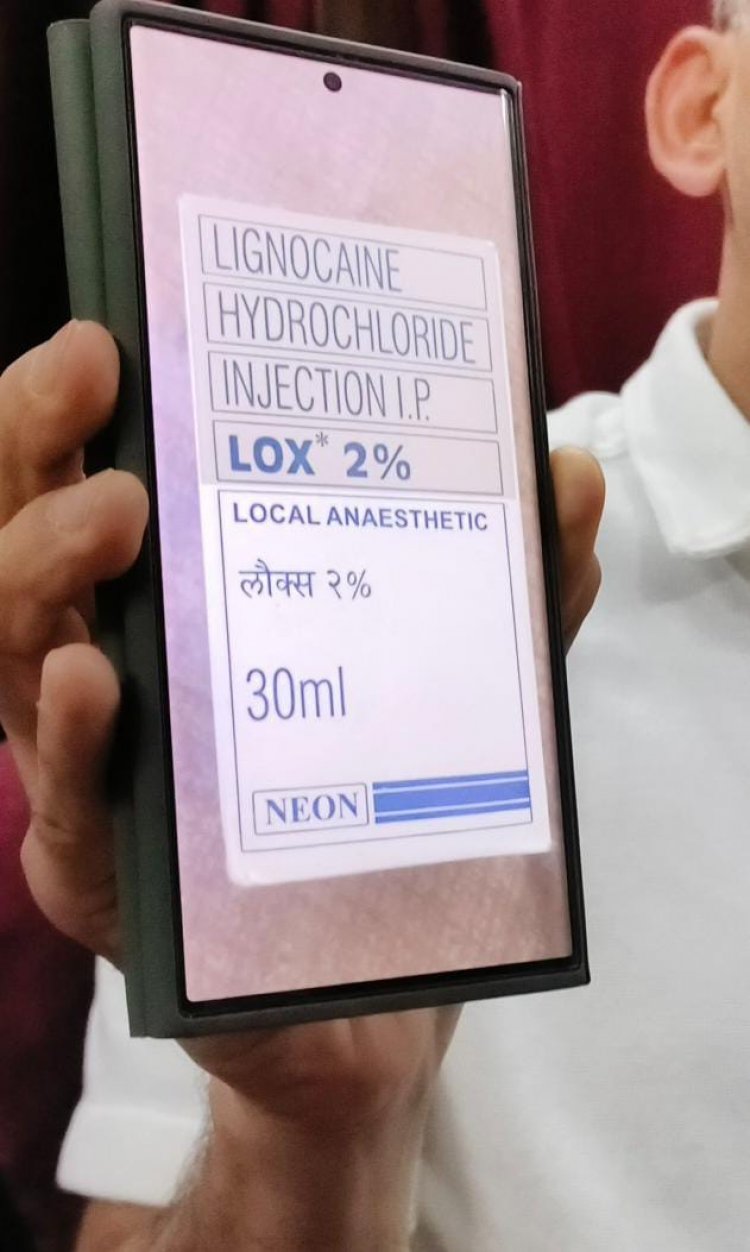 LIGNOCAINE
HYDROCHLORIDE
INJECTION I.P.
LOX* 2%
LOCAL ANAESTHETIC
लौक्स २%
30ml
NEON